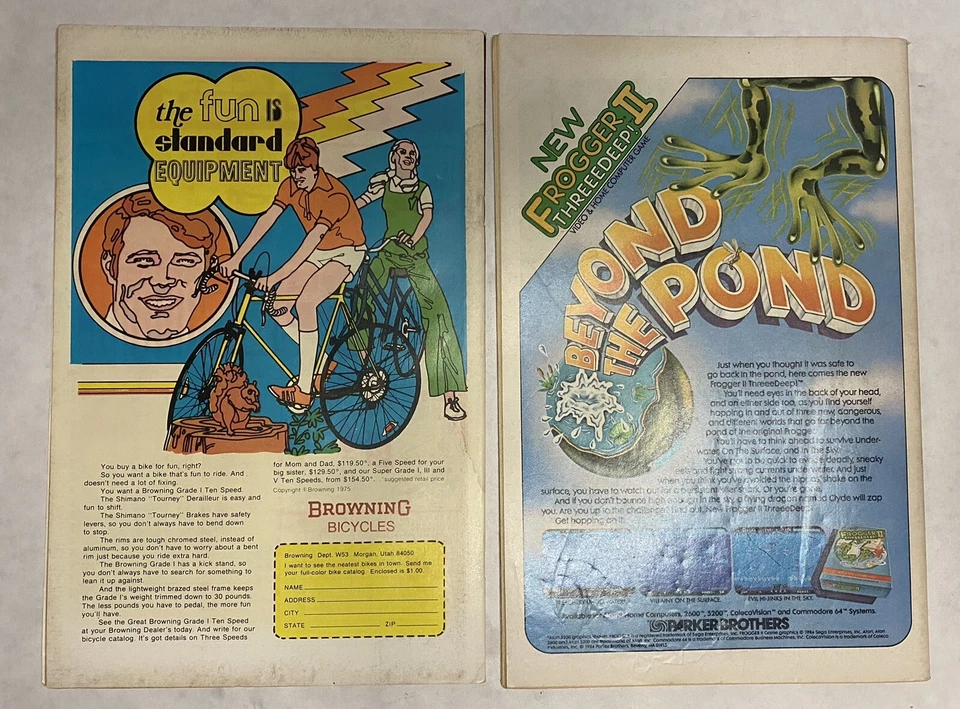 the fun IS
standard
EQUIPMENT
You buy a bike for fun, right?
So you want a bike that's fun to ride. And
doesn't need a lot of fixing.
You want a Browning Grade I Ten Speed.
The Shimano "Tourney" Derailleur is easy and
fun to shift.
The Shimano "Tourney" Brakes have safety
levers, so you don't always have to bend down
to stop.
The rims are tough chromed steel, instead of
aluminum, so you don't have to worry about a bent
rim just because you ride extra hard.
The Browning Grade I has a kick stand, so
you don't always have to search for something to
lean it up against.
And the lightweight brazed steel frame keeps
the Grade I's weight trimmed down to 30 pounds.
The less pounds you have to pedal, the more fun
you'll have.
See the Great Browning Grade I Ten Speed
at your Browning Dealer's today. And write for our
bicycle catalog. It's got details on Three Speeds
for Mom and Dad, $119.50*, a Five Speed for your
big sister, $129.50*, and our Super Grade I, III and
V Ten Speeds, from $154.50*. *suggested retail price
Copyright © Browning 1975
BROWNING
BICYCLES
Browning Dept. W53 Morgan, Utah 84050
I want to see the neatest bikes in town. Send me
your full-color bike catalog. Enclosed is $1.00.
NAME
ADDRESS
CITY
STATE ZIP
NEW
FROGGER II
THREEEDEEP!
VIDEO & HOME COMPUTER GAME
BEYOND
THE POND
Just when you thought it was safe to
go back in the pond, here comes the new
Frogger II ThreeeDeep!™
You'll need eyes in the back of your head,
and on either side too, as you find yourself
hopping in and out of three new, dangerous,
and different worlds that go far beyond the
pond of the original Frogger.
You'll have to think ahead to survive Under-
water, On The Surface, and In the Sky.
You've got to be quick to evade deadly, sneaky
eels and fight strong currents underwater. And just
when you think you've avoided the hippos' shake on the
surface, you have to watch out for a
And if you don't bounce high in the sky, a flying dragon named Clyde will zap
you. Are you up to the challenge? Find out. New Frogger II ThreeeDeep!
Get hopping on it.
VILLAINY ON THE SURFACE.
EVIL HI-JINKS IN THE SKY.
Home Computers, 2600™, 5200™, ColecoVision™ and Commodore 64™ Systems.
PARKER BROTHERS